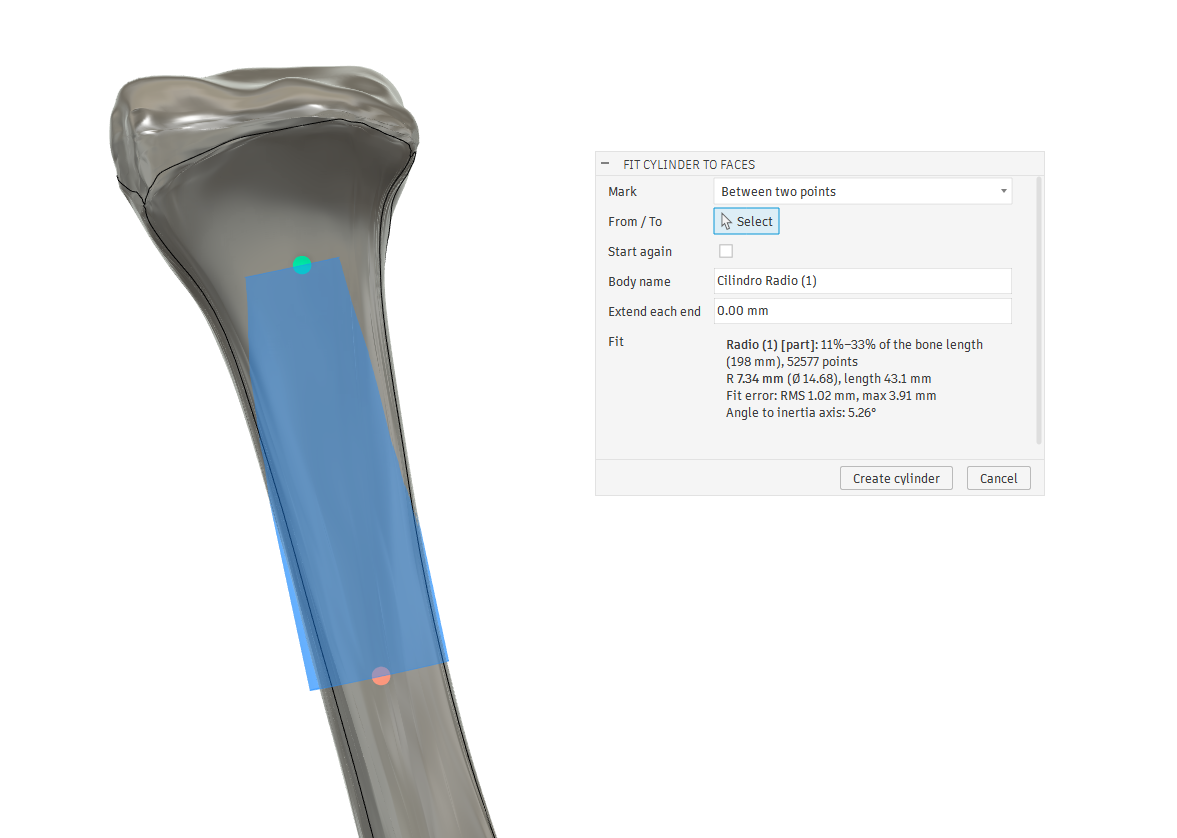 FIT CYLINDER TO FACES
Mark
Between two points
From / To
Select
Start again
Body name
Cilindro Radio (1)
Extend each end
0.00 mm
Fit
Radio (1) [part]: 11%–33% of the bone length
(198 mm), 52577 points
R 7.34 mm (Ø 14.68), length 43.1 mm
Fit error: RMS 1.02 mm, max 3.91 mm
Angle to inertia axis: 5.26°
Create cylinder
Cancel